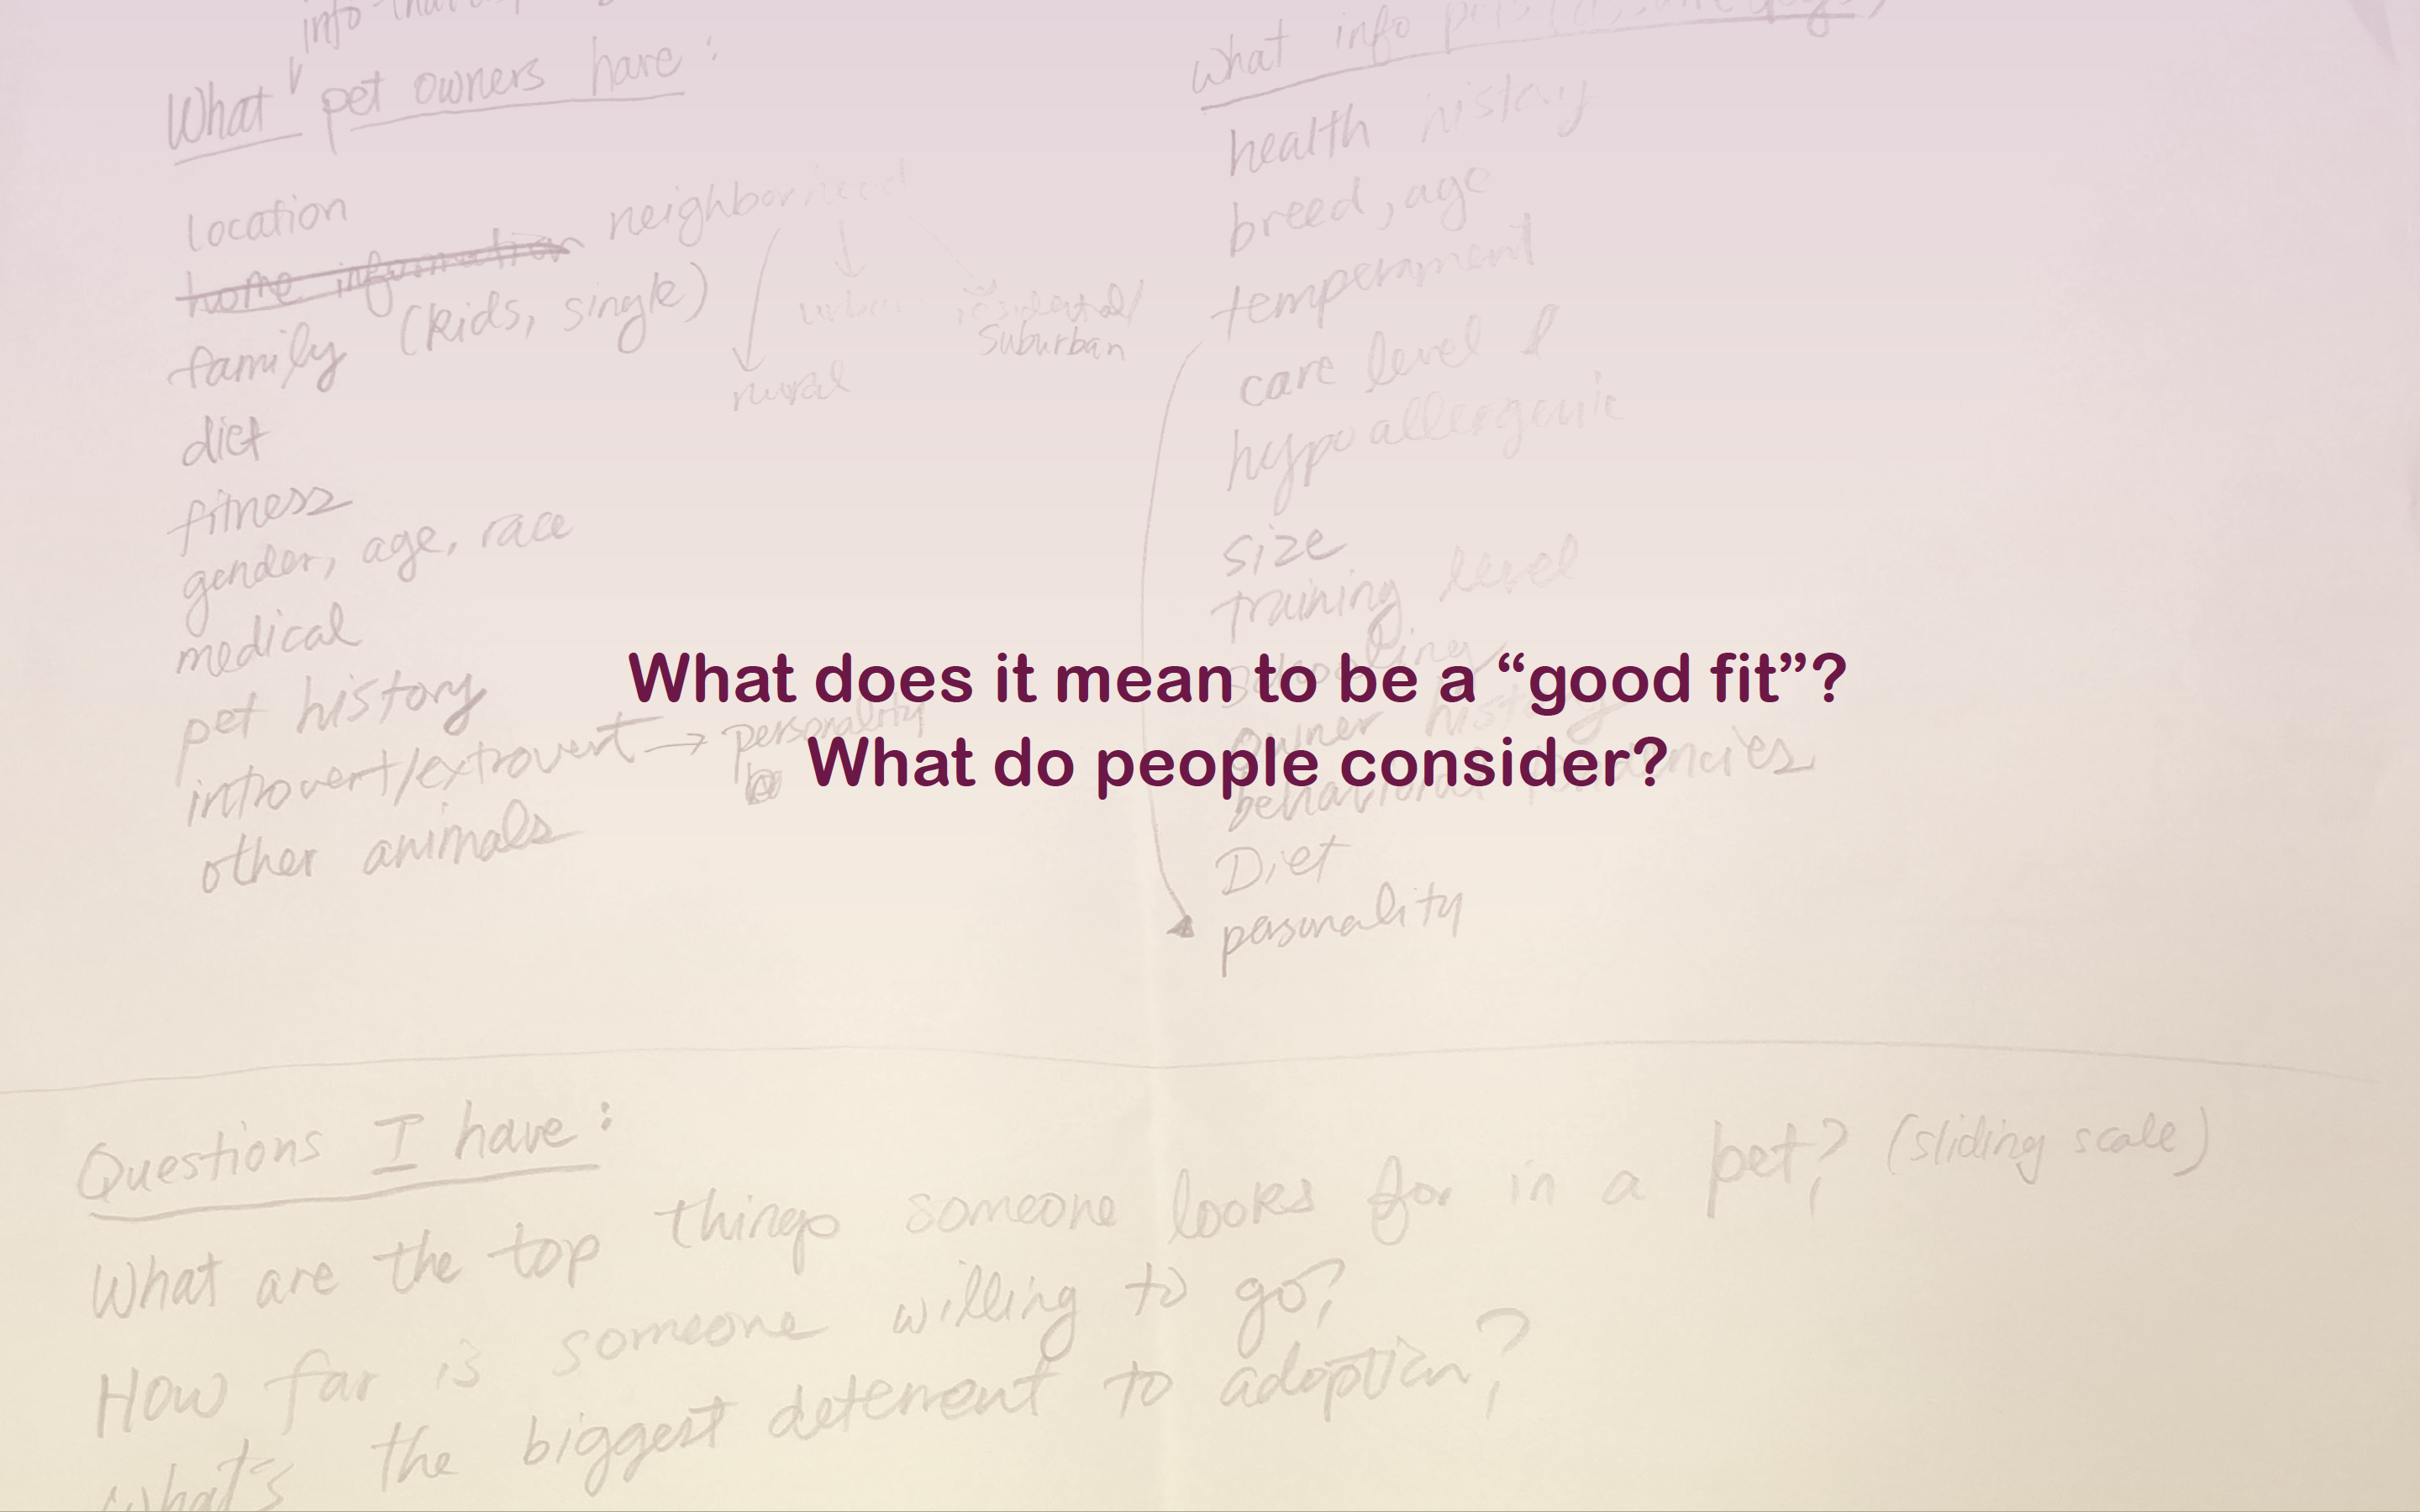 info that
What pet owners have:
location
home information
neighborhood
family (kids, single)
rural
urban
residential/
suburban
diet
fitness
gender, age, race
medical
pet history
introvert/extrovert → personality
other animals
what info pets
health history
breed, age
temperament
care level &
hypoallergenic
size
training level
schooling
owner history
behavioral tendencies
Diet
personality
What does it mean to be a “good fit”?
What do people consider?
Questions I have:
What are the top things someone looks for in a pet? (sliding scale)
How far is someone willing to go?
What's the biggest deterrent to adoption?